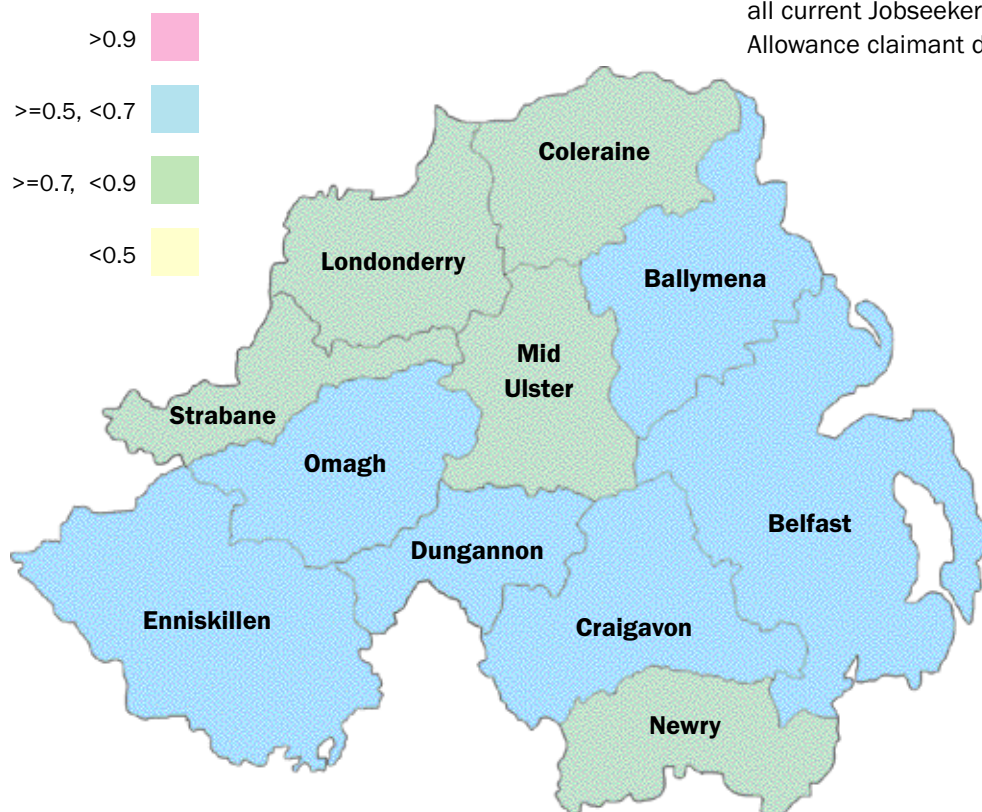 all current Jobseeker
Allowance claimant d
>0.9
>=0.5, <0.7
>=0.7, <0.9
<0.5
Coleraine
Londonderry
Ballymena
Mid
Ulster
Strabane
Omagh
Belfast
Dungannon
Enniskillen
Craigavon
Newry